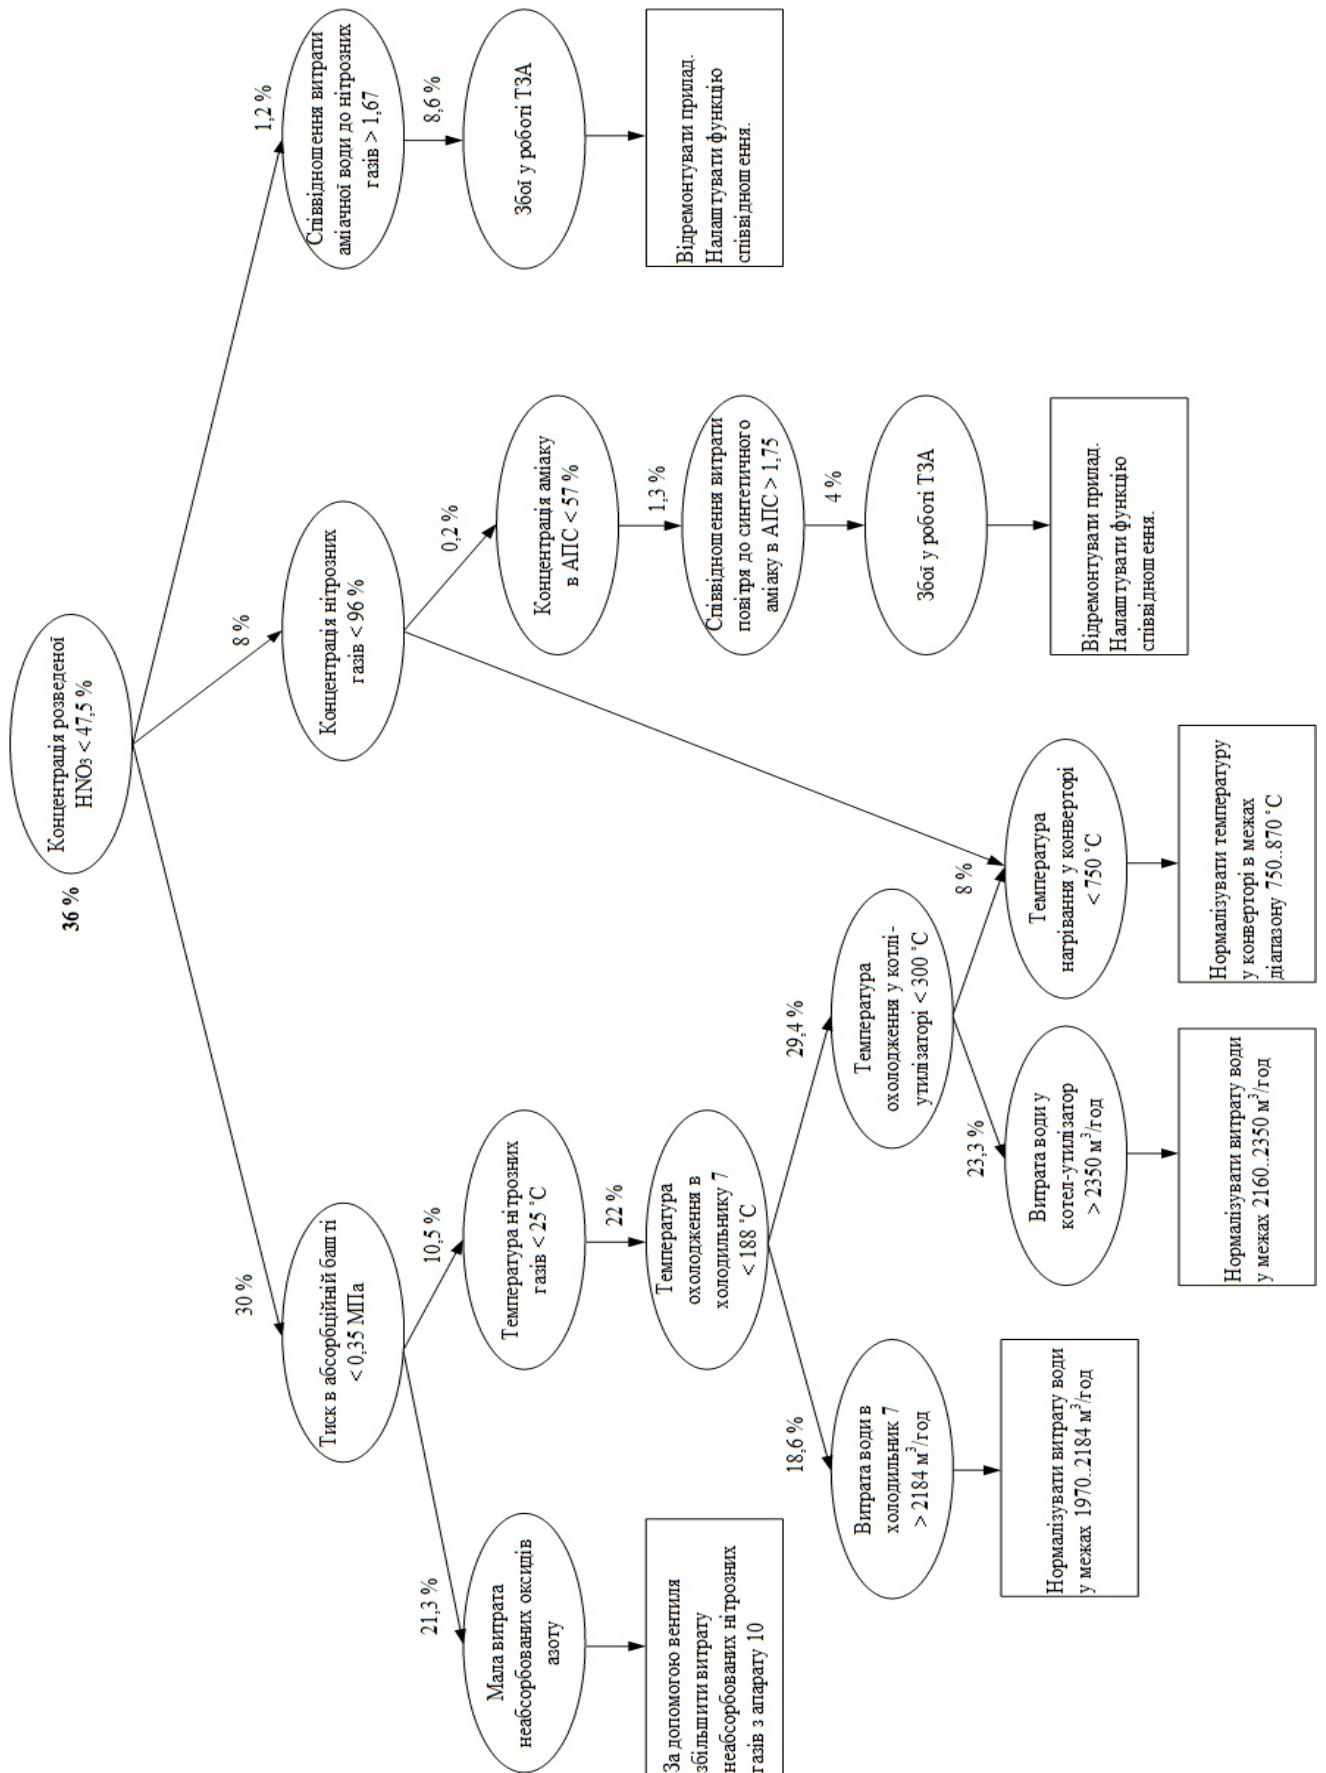 Концентрація розведеної
HNO3 < 47,5 %
36 %
30 %
8 %
1,2 %
Тиск в абсорбційній башті
< 0,35 МПа
Концентрація нітрозних
газів < 96 %
Співвідношення витрати
аміачної води до нітрозних
газів > 1,67
21,3 %
10,5 %
0,2 %
8,6 %
Мала витрата
неабсорбованих оксидів
азоту
Температура нітрозних
газів < 25 °C
Концентрація аміаку
в АПС < 57 %
Збої у роботі ТЗА
22 %
1,3 %
За допомогою вентиля
збільшити витрату
неабсорбованих нітрозних
газів з апарату 10
Температура
охолодження в
холодильнику 7
< 188 °C
Співвідношення витрати
повітря до синтетичного
аміаку в АПС > 1,75
Відремонтувати прилад.
Налаштувати функцію
співвідношення.
18,6 %
29,4 %
4 %
Витрата води в
холодильник 7
> 2184 м³/год
Температура
охолодження у котлі-
утилізаторі < 300 °C
Збої у роботі ТЗА
23,3 %
8 %
Нормалізувати витрату води
у межах 1970..2184 м³/год
Витрата води у
котел-утилізатор
> 2350 м³/год
Температура
нагрівання у конверторі
< 750 °C
Відремонтувати прилад.
Налаштувати функцію
співвідношення.
Нормалізувати витрату води
у межах 2160..2350 м³/год
Нормалізувати температуру
у конверторі в межах
діапазону 750..870 °C